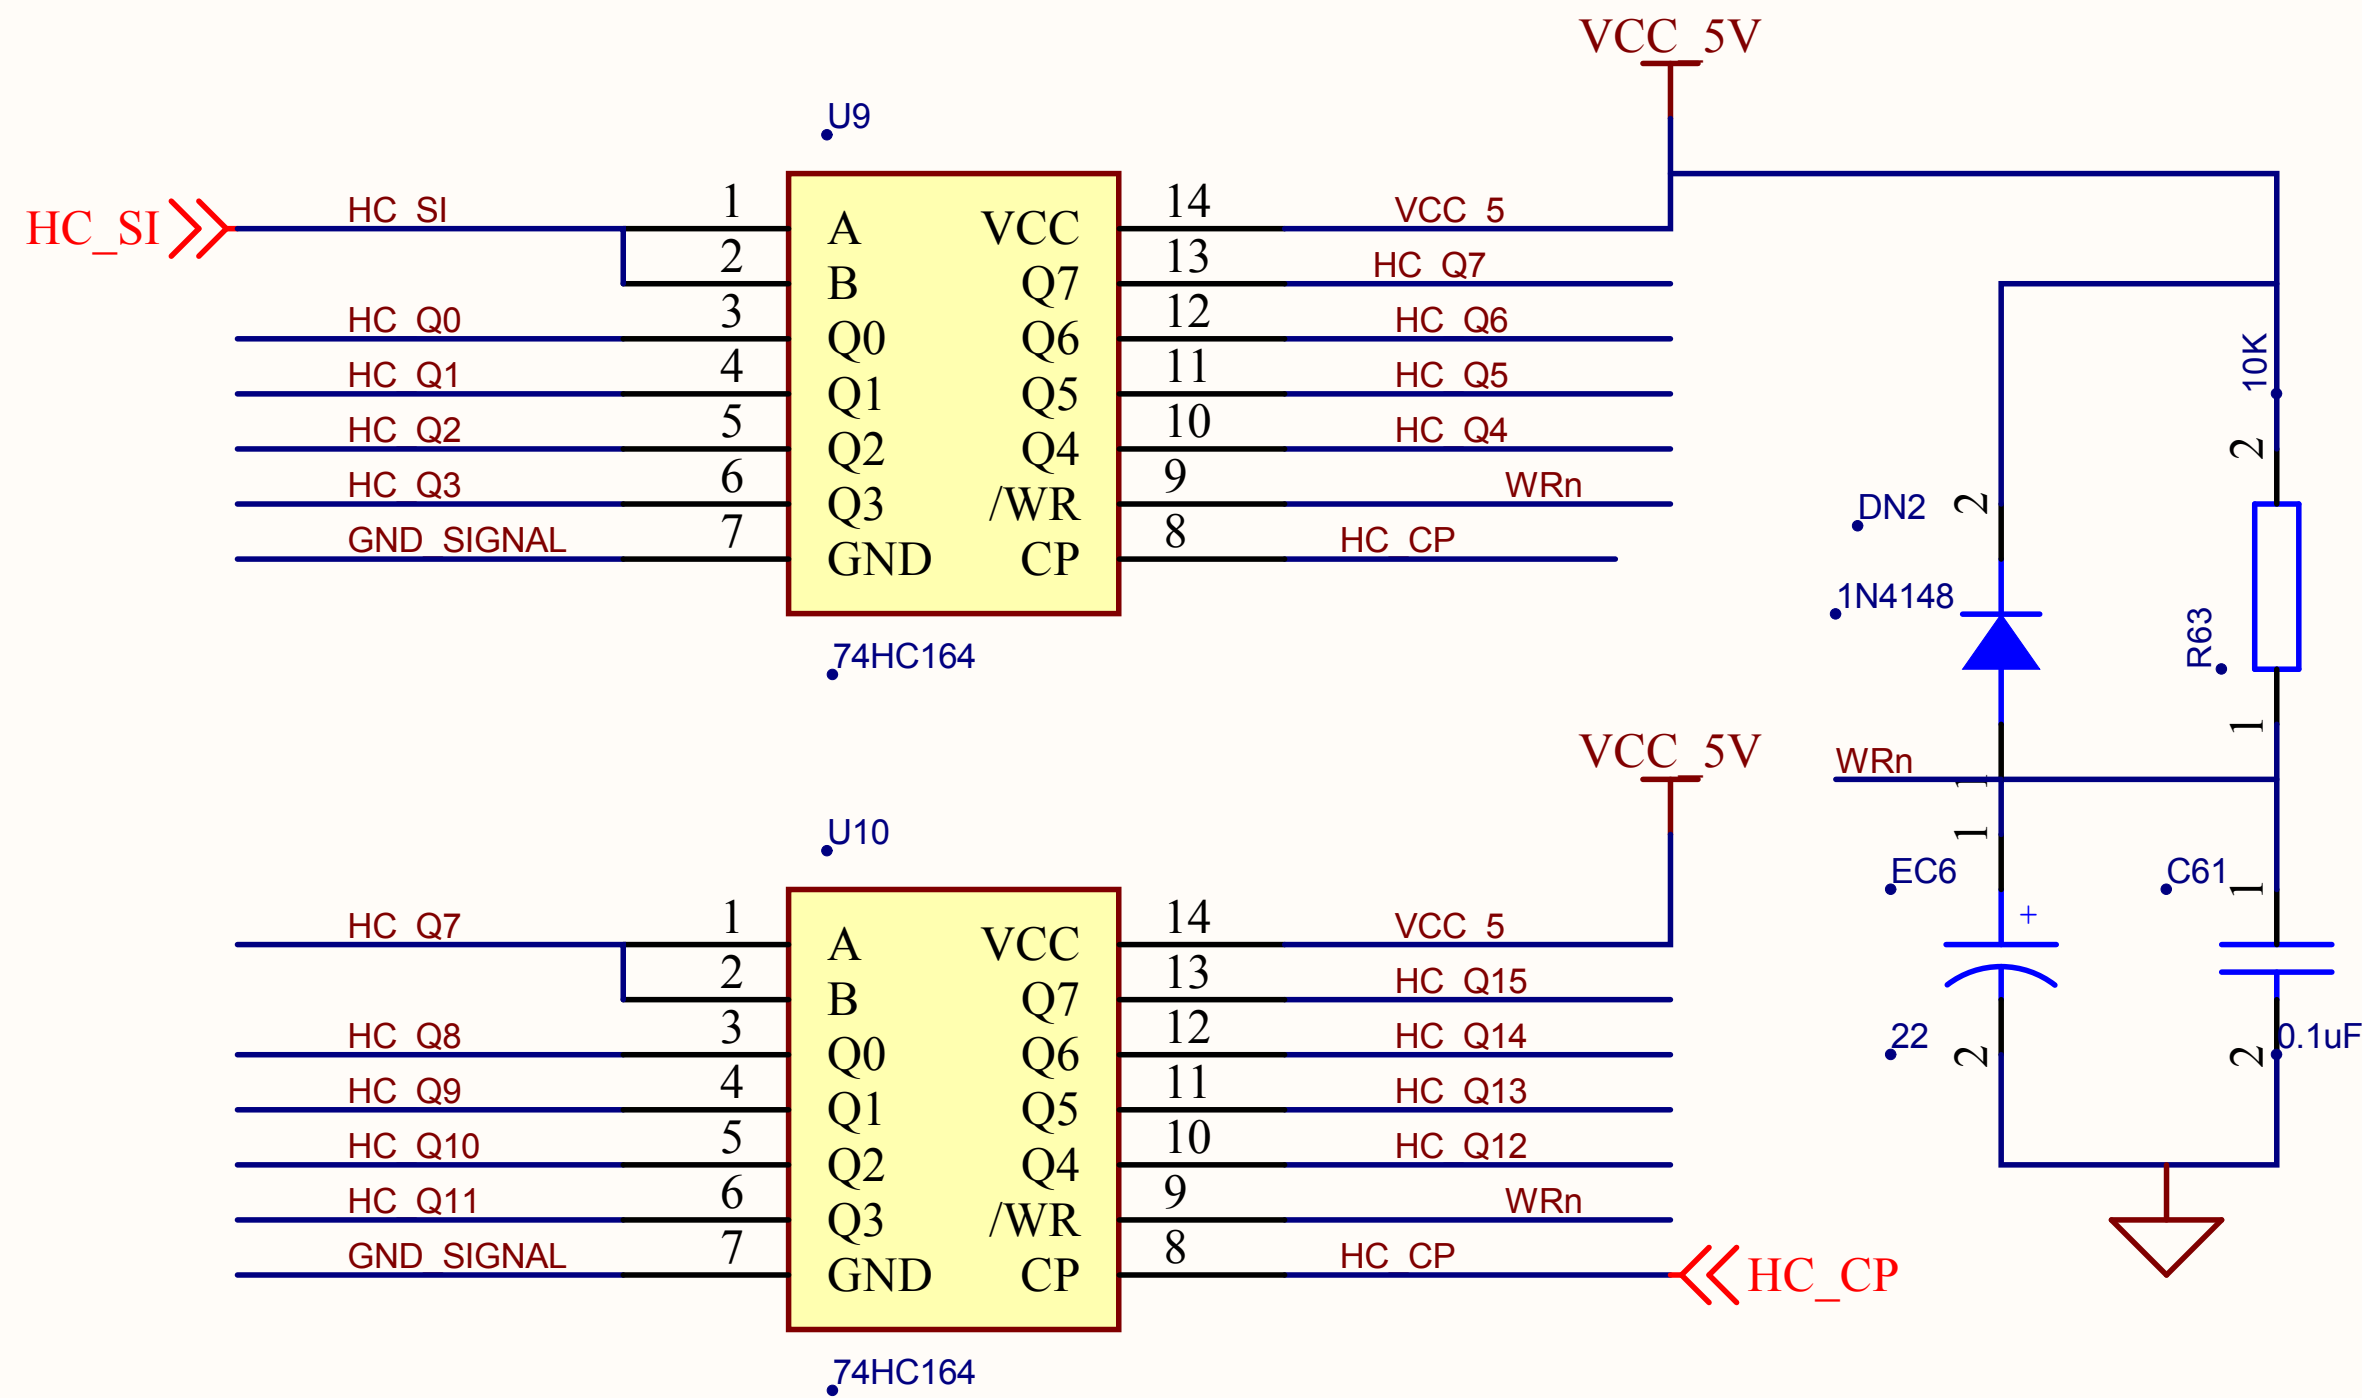 VCC_5V
U9
HC_SI
HC_SI 1 A VCC 14 VCC_5
2 B Q7 13 HC_Q7
HC_Q0 3 Q0 Q6 12 HC_Q6
HC_Q1 4 Q1 Q5 11 HC_Q5
HC_Q2 5 Q2 Q4 10 HC_Q4
HC_Q3 6 Q3 /WR 9 WRn
GND_SIGNAL 7 GND CP 8 HC_CP
74HC164
10K
2
R63
1
DN2
2
1N4148
1
WRn
EC6
1
+
22
2
C61
1
0.1uF
2
VCC_5V
U10
HC_Q7 1 A VCC 14 VCC_5
2 B Q7 13 HC_Q15
HC_Q8 3 Q0 Q6 12 HC_Q14
HC_Q9 4 Q1 Q5 11 HC_Q13
HC_Q10 5 Q2 Q4 10 HC_Q12
HC_Q11 6 Q3 /WR 9 WRn
GND_SIGNAL 7 GND CP 8 HC_CP
HC_CP
74HC164